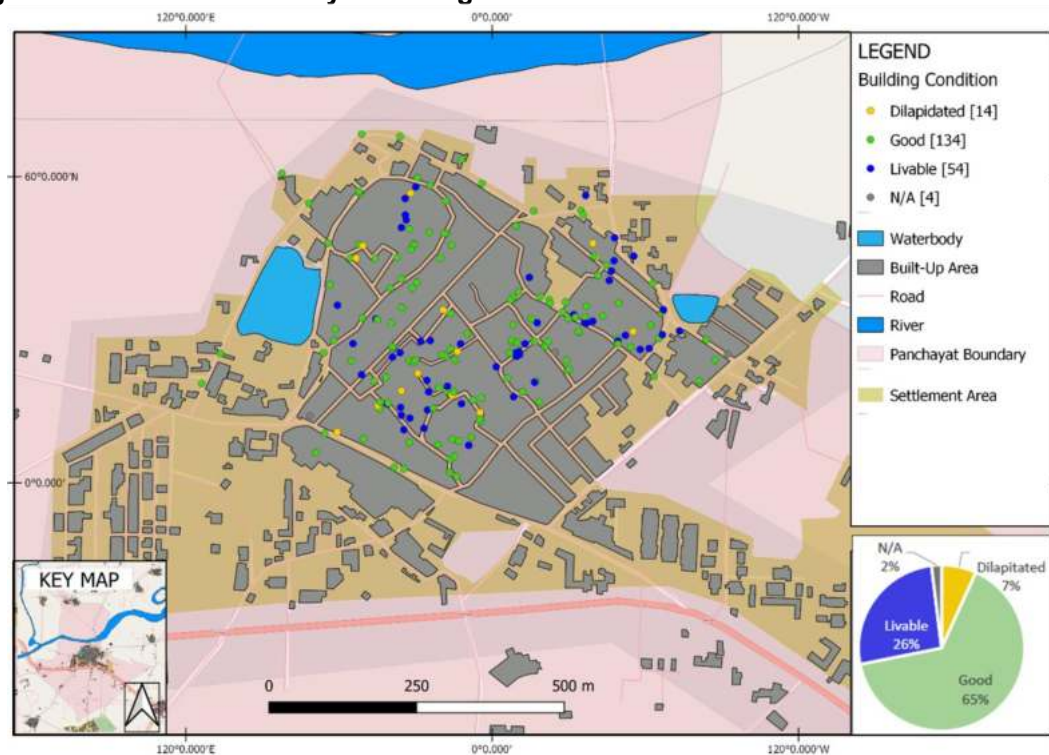 120°0.000'E 0°0.000' 120°0.000'W
60°0.000'N
0°0.000'
LEGEND
Building Condition
Dilapidated [14]
Good [134]
Livable [54]
N/A [4]
Waterbody
Built-Up Area
Road
River
Panchayat Boundary
Settlement Area
KEY MAP
0 250 500 m
N/A
2%
Dilapitated
7%
Livable
26%
Good
65%
120°0.000'E 0°0.000' 120°0.000'W